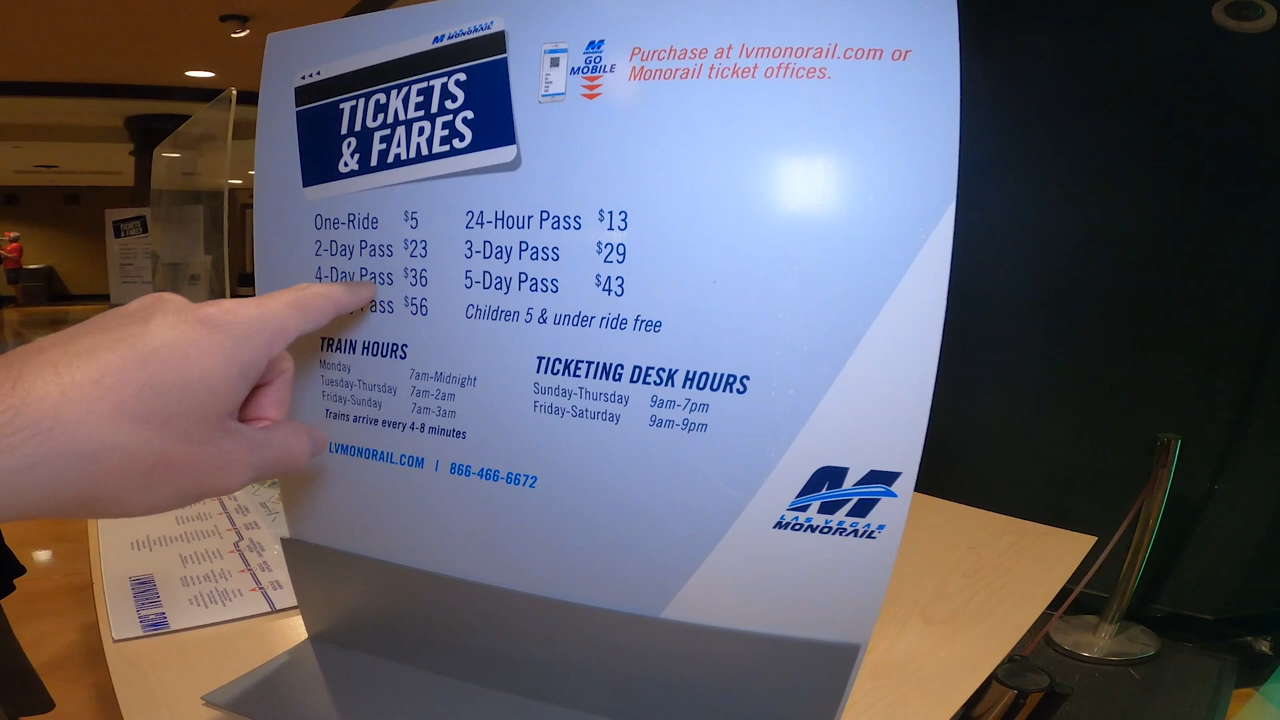 LAS VEGAS
MONORAIL
TICKETS
& FARES
GO
MOBILE
Purchase at lvmonorail.com or
Monorail ticket offices.
One-Ride $5 24-Hour Pass $13
2-Day Pass $23 3-Day Pass $29
4-Day Pass $36 5-Day Pass $43
Pass $56 Children 5 & under ride free
TRAIN HOURS
Monday 7am-Midnight
Tuesday-Thursday 7am-2am
Friday-Sunday 7am-3am
Trains arrive every 4-8 minutes
TICKETING DESK HOURS
Sunday-Thursday 9am-7pm
Friday-Saturday 9am-9pm
LVMONORAIL.COM | 866-466-6672
M
LAS VEGAS
MONORAIL
TICKETS
& FARES
LVMONORAIL.COM